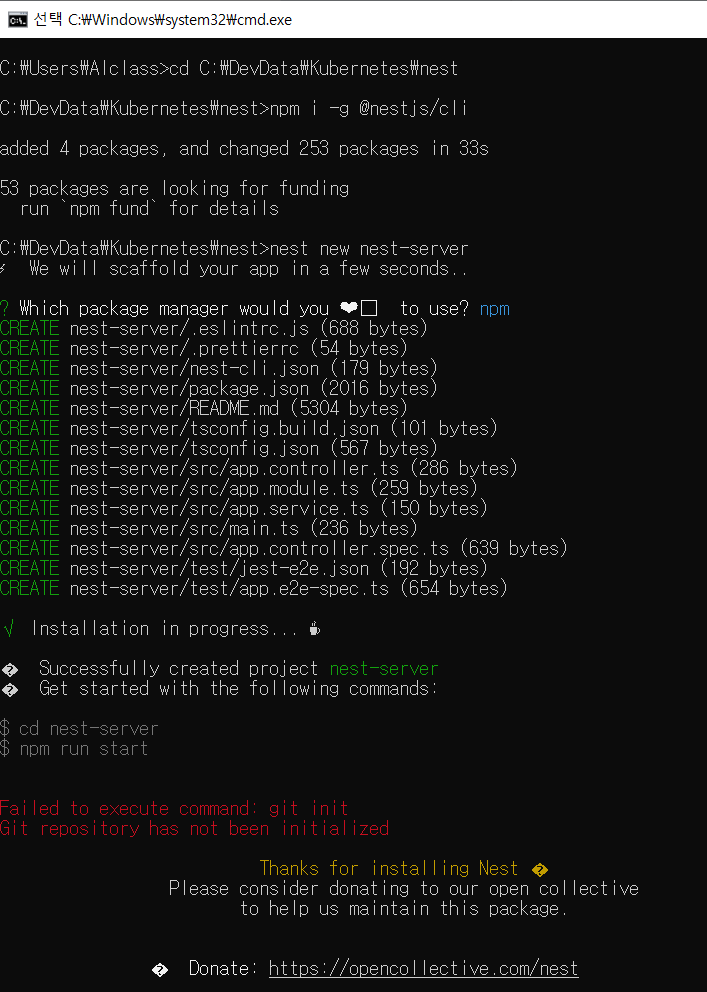 선택 C:₩Windows₩system32₩cmd.exe
C:₩Users₩AIclass>cd C:₩DevData₩Kubernetes₩nest
C:₩DevData₩Kubernetes₩nest>npm i -g @nestjs/cli
added 4 packages, and changed 253 packages in 33s
53 packages are looking for funding
  run `npm fund` for details
C:₩DevData₩Kubernetes₩nest>nest new nest-server
⚡  We will scaffold your app in a few seconds..
? Which package manager would you ❤□  to use? npm
CREATE nest-server/.eslintrc.js (688 bytes)
CREATE nest-server/.prettierrc (54 bytes)
CREATE nest-server/nest-cli.json (179 bytes)
CREATE nest-server/package.json (2016 bytes)
CREATE nest-server/README.md (5304 bytes)
CREATE nest-server/tsconfig.build.json (101 bytes)
CREATE nest-server/tsconfig.json (567 bytes)
CREATE nest-server/src/app.controller.ts (286 bytes)
CREATE nest-server/src/app.module.ts (259 bytes)
CREATE nest-server/src/app.service.ts (150 bytes)
CREATE nest-server/src/main.ts (236 bytes)
CREATE nest-server/src/app.controller.spec.ts (639 bytes)
CREATE nest-server/test/jest-e2e.json (192 bytes)
CREATE nest-server/test/app.e2e-spec.ts (654 bytes)
√ Installation in progress... ☕
�  Successfully created project nest-server
�  Get started with the following commands:
$ cd nest-server
$ npm run start
Failed to execute command: git init
Git repository has not been initialized
Thanks for installing Nest �
Please consider donating to our open collective
to help us maintain this package.
�  Donate: https://opencollective.com/nest